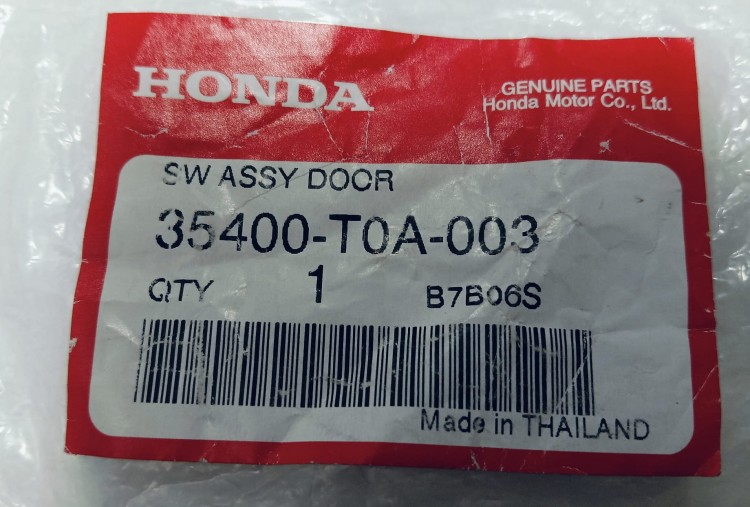 HONDA
GENUINE PARTS
Honda Motor Co., Ltd.
SW ASSY DOOR
35400-T0A-003
QTY 1 B7B06S
Made in THAILAND